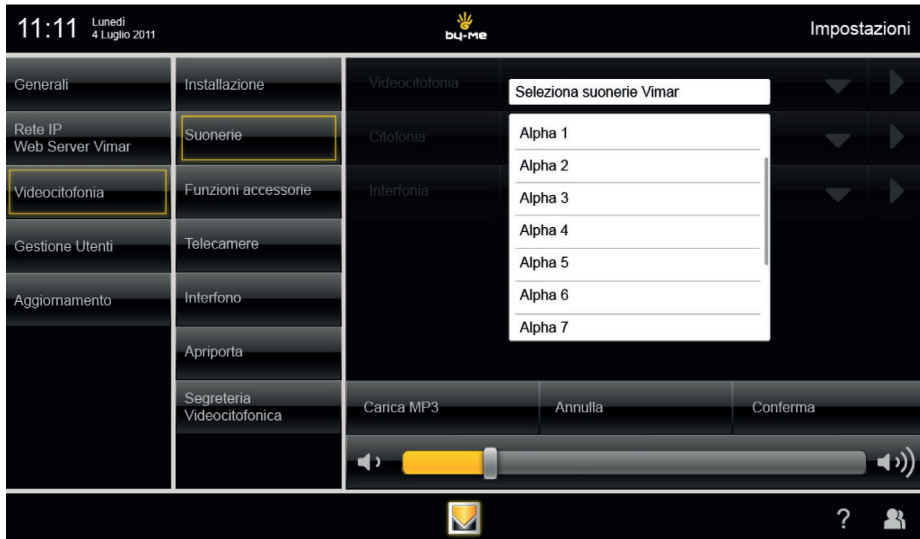 11:11
Lunedì
4 Luglio 2011
by-me
Impostazioni
Generali
Rete IP
Web Server Vimar
Videocitofonia
Gestione Utenti
Aggiornamento
Installazione
Suonerie
Funzioni accessorie
Telecamere
Interfono
Apriporta
Segreteria
Videocitofonica
Videocitofonia
Citofonia
Interfonia
Seleziona suonerie Vimar
Alpha 1
Alpha 2
Alpha 3
Alpha 4
Alpha 5
Alpha 6
Alpha 7
Carica MP3
Annulla
Conferma
?